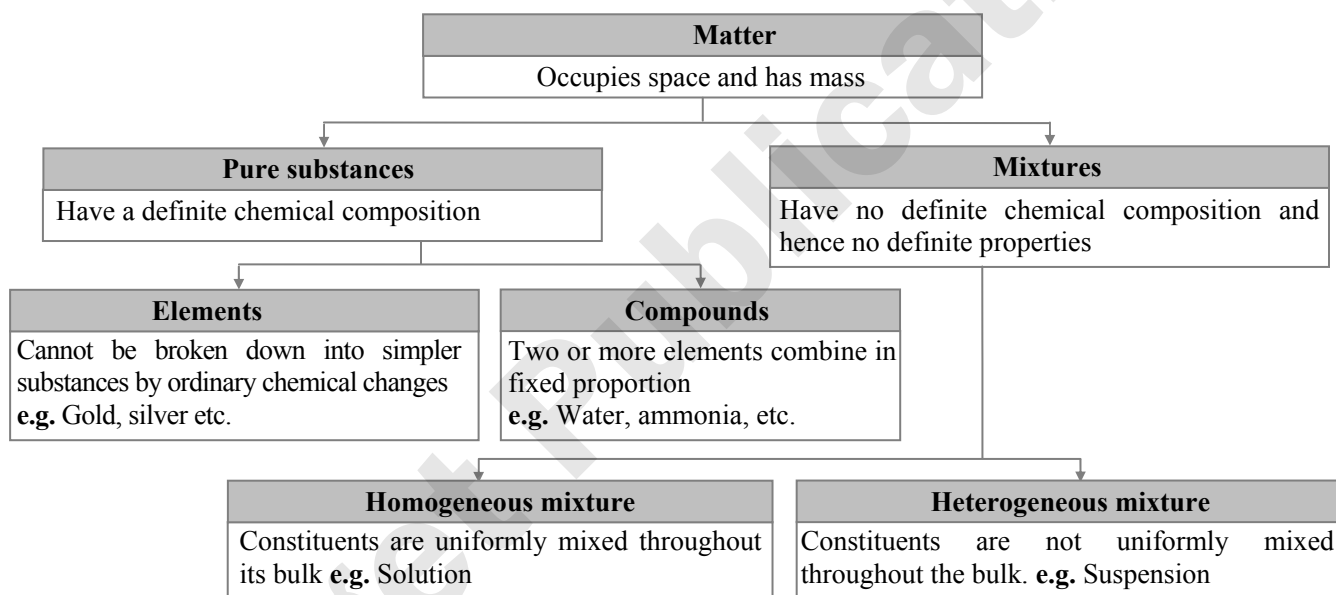 Matter
Occupies space and has mass
Pure substances
Have a definite chemical composition
Mixtures
Have no definite chemical composition and
hence no definite properties
Elements
Cannot be broken down into simpler
substances by ordinary chemical changes
e.g. Gold, silver etc.
Compounds
Two or more elements combine in
fixed proportion
e.g. Water, ammonia, etc.
Homogeneous mixture
Constituents are uniformly mixed throughout
its bulk e.g. Solution
Heterogeneous mixture
Constituents are not uniformly mixed
throughout the bulk. e.g. Suspension